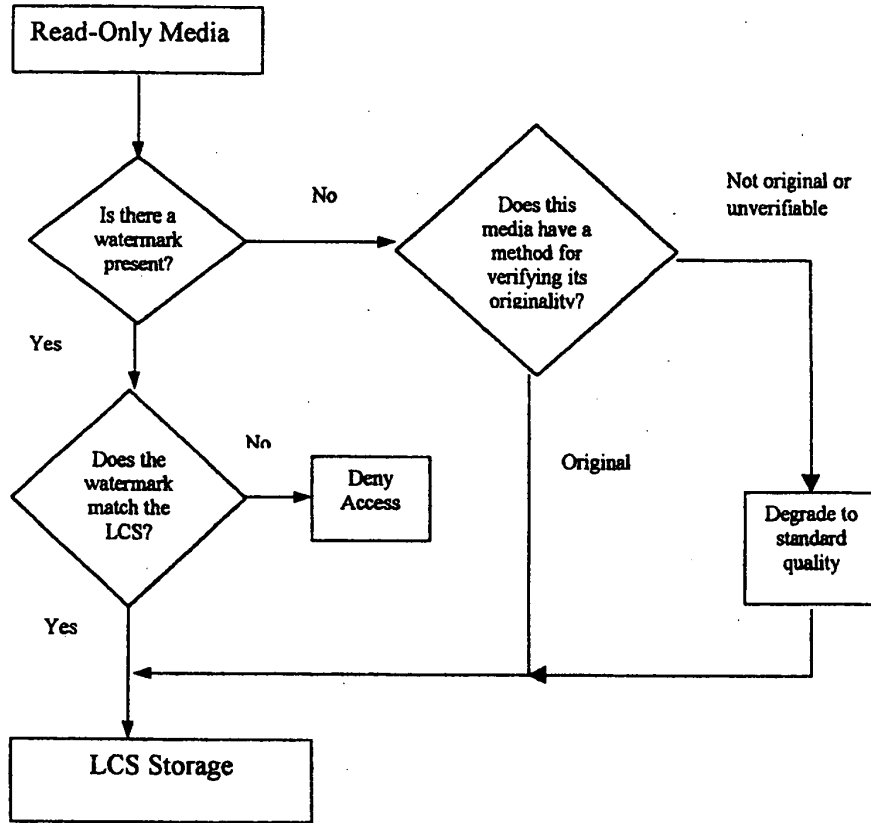 Read-Only Media
Is there a
watermark
present?
No
Does this
media have a
method for
verifying its
originality?
Not original or
unverifiable
Yes
Does the
watermark
match the
LCS?
No
Deny
Access
Original
Degrade to
standard
quality
Yes
LCS Storage